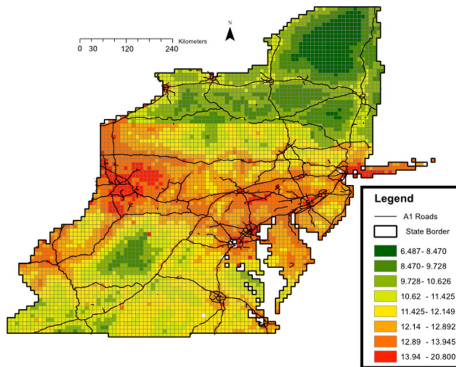 N
Kilometers
0 30 60 120 180 240
Legend
A1 Roads
State Border
6.487- 8.470
8.470- 9.728
9.728- 10.626
10.62 - 11.425
11.425- 12.149
12.14 - 12.892
12.89 - 13.945
13.94 - 20.800